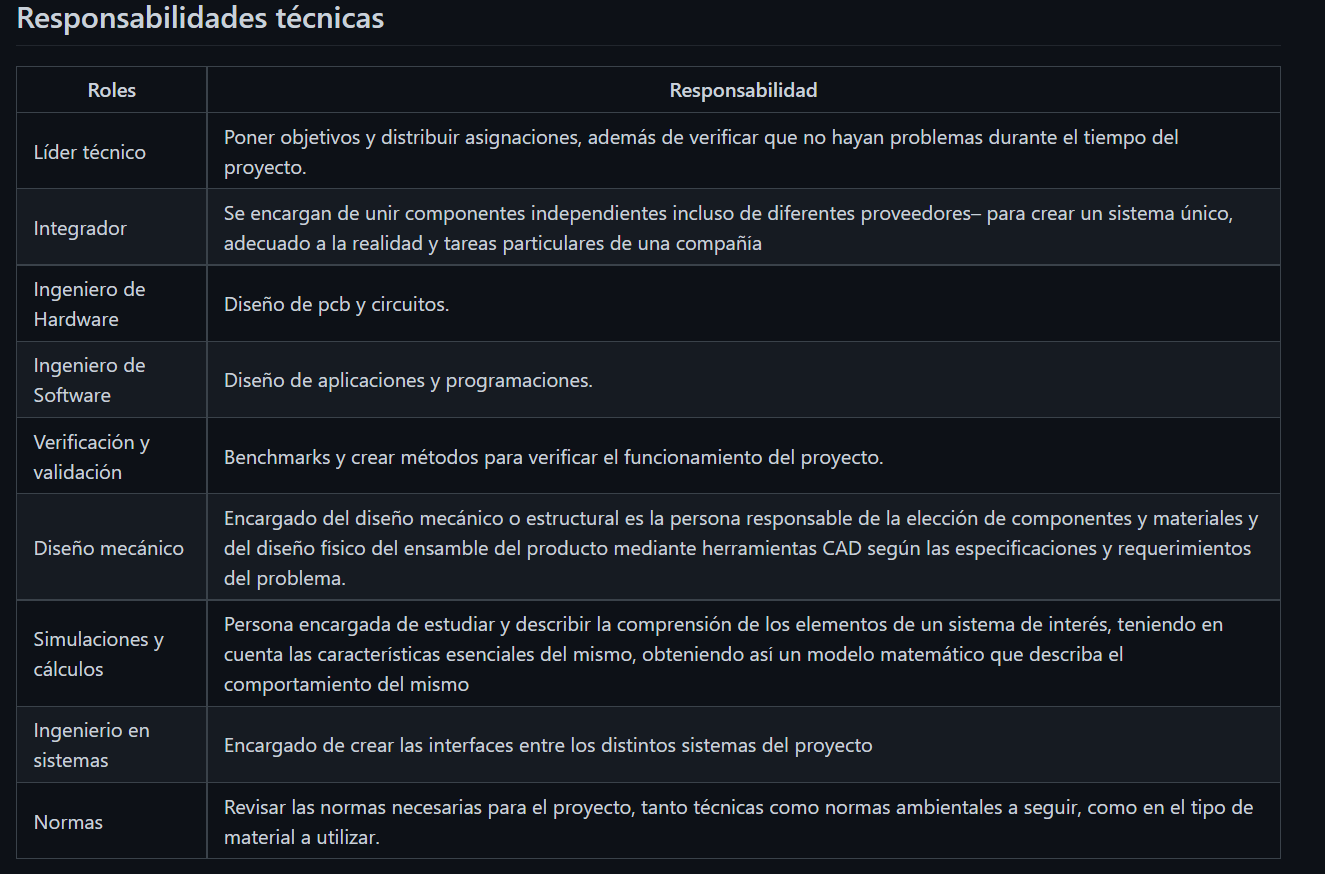 Responsabilidades técnicas
Roles
Responsabilidad
Líder técnico
Poner objetivos y distribuir asignaciones, además de verificar que no hayan problemas durante el tiempo del
proyecto.
Integrador
Se encargan de unir componentes independientes incluso de diferentes proveedores– para crear un sistema único,
adecuado a la realidad y tareas particulares de una compañía
Ingeniero de
Hardware
Diseño de pcb y circuitos.
Ingeniero de
Software
Diseño de aplicaciones y programaciones.
Verificación y
validación
Benchmarks y crear métodos para verificar el funcionamiento del proyecto.
Diseño mecánico
Encargado del diseño mecánico o estructural es la persona responsable de la elección de componentes y materiales y
del diseño físico del ensamble del producto mediante herramientas CAD según las especificaciones y requerimientos
del problema.
Simulaciones y
cálculos
Persona encargada de estudiar y describir la comprensión de los elementos de un sistema de interés, teniendo en
cuenta las características esenciales del mismo, obteniendo así un modelo matemático que describa el
comportamiento del mismo
Ingenierio en
sistemas
Encargado de crear las interfaces entre los distintos sistemas del proyecto
Normas
Revisar las normas necesarias para el proyecto, tanto técnicas como normas ambientales a seguir, como en el tipo de
material a utilizar.